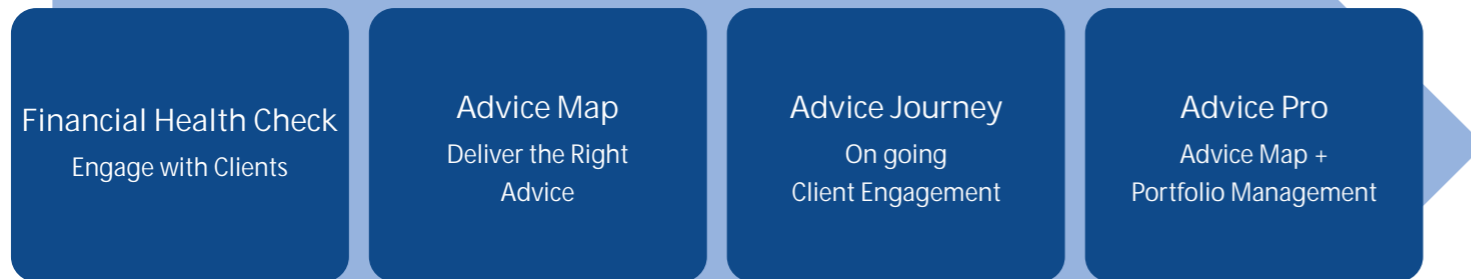 Financial Health Check
Engage with Clients
Advice Map
Deliver the Right
Advice
Advice Journey
On going
Client Engagement
Advice Pro
Advice Map +
Portfolio Management